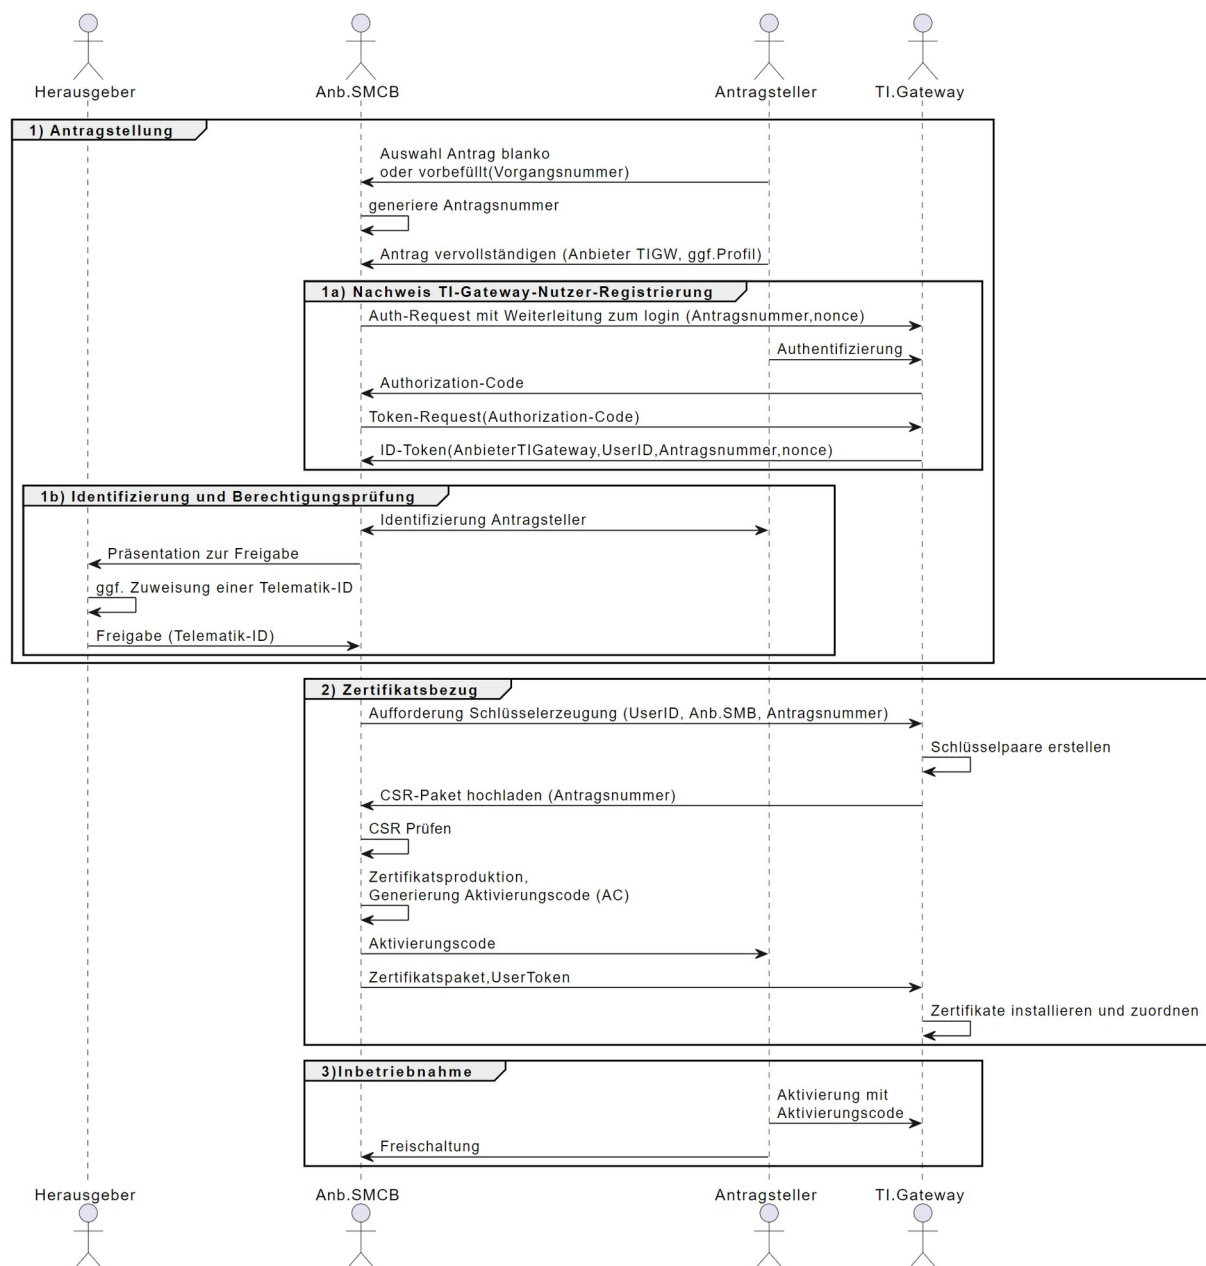 Herausgeber Anb.SMCB Antragsteller TI.Gateway
1) Antragstellung
Auswahl Antrag blanko
oder vorbefüllt(Vorgangsnummer)
generiere Antragsnummer
Antrag vervollständigen (Anbieter TIGW, ggf.Profil)
1a) Nachweis TI-Gateway-Nutzer-Registrierung
Auth-Request mit Weiterleitung zum login (Antragsnummer,nonce)
Authentifizierung
Authorization-Code
Token-Request(Authorization-Code)
ID-Token(AnbieterTIGateway,UserID,Antragsnummer,nonce)
1b) Identifizierung und Berechtigungsprüfung
Identifizierung Antragsteller
Präsentation zur Freigabe
ggf. Zuweisung einer Telematik-ID
Freigabe (Telematik-ID)
2) Zertifikatsbezug
Aufforderung Schlüsselerzeugung (UserID, Anb.SMB, Antragsnummer)
Schlüsselpaare erstellen
CSR-Paket hochladen (Antragsnummer)
CSR Prüfen
Zertifikatsproduktion,
Generierung Aktivierungscode (AC)
Aktivierungscode
Zertifikatspaket,UserToken
Zertifikate installieren und zuordnen
3)Inbetriebnahme
Aktivierung mit
Aktivierungscode
Freischaltung
Herausgeber Anb.SMCB Antragsteller TI.Gateway